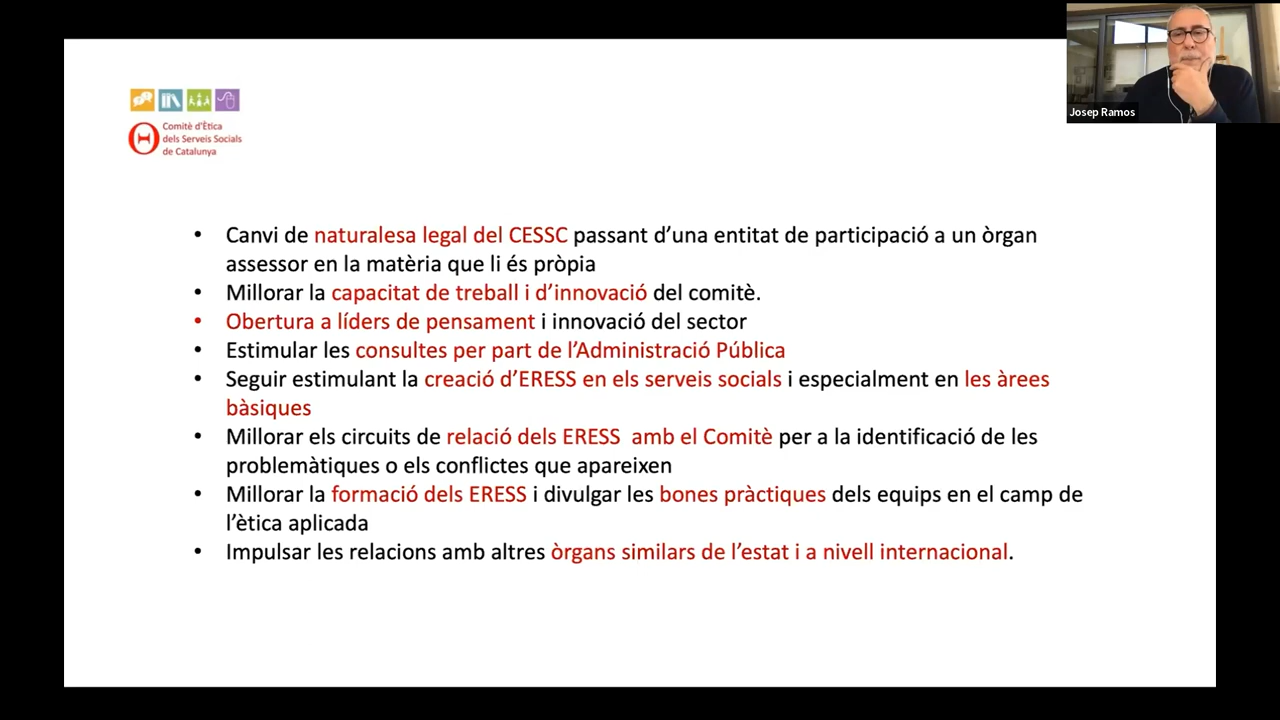 Josep Ramos
Comitè d'Ètica
dels Serveis Socials
de Catalunya
• Canvi de naturalesa legal del CESSC passant d'una entitat de participació a un òrgan
assessor en la matèria que li és pròpia
• Millorar la capacitat de treball i d'innovació del comitè.
• Obertura a líders de pensament i innovació del sector
• Estimular les consultes per part de l'Administració Pública
• Seguir estimulant la creació d'ERESS en els serveis socials i especialment en les àrees
bàsiques
• Millorar els circuits de relació dels ERESS amb el Comitè per a la identificació de les
problemàtiques o els conflictes que apareixen
• Millorar la formació dels ERESS i divulgar les bones pràctiques dels equips en el camp de
l'ètica aplicada
• Impulsar les relacions amb altres òrgans similars de l'estat i a nivell internacional.